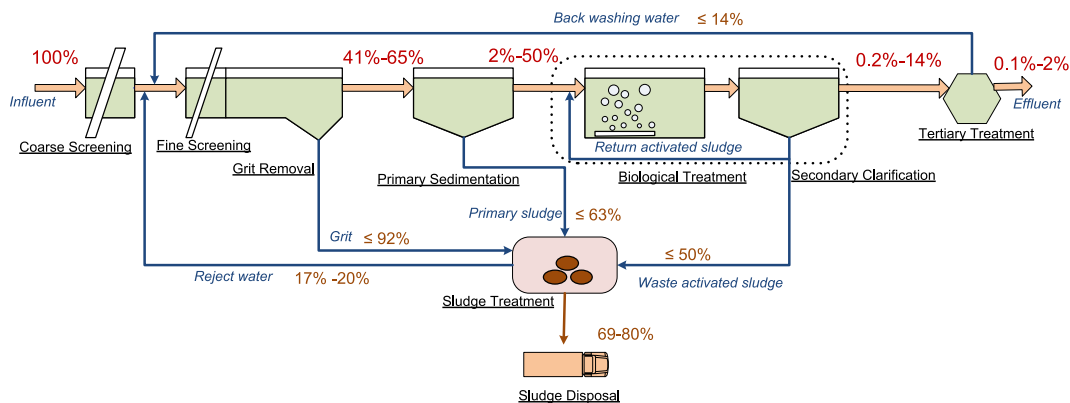 Back washing water ≤ 14%
100%
41%-65%
2%-50%
0.2%-14%
0.1%-2%
Influent
Effluent
Coarse Screening
Fine Screening
Grit Removal
Primary Sedimentation
Return activated sludge
Biological Treatment
Secondary Clarification
Tertiary Treatment
Primary sludge ≤ 63%
Grit ≤ 92%
≤ 50%
Reject water 17% -20%
Waste activated sludge
Sludge Treatment
69-80%
Sludge Disposal